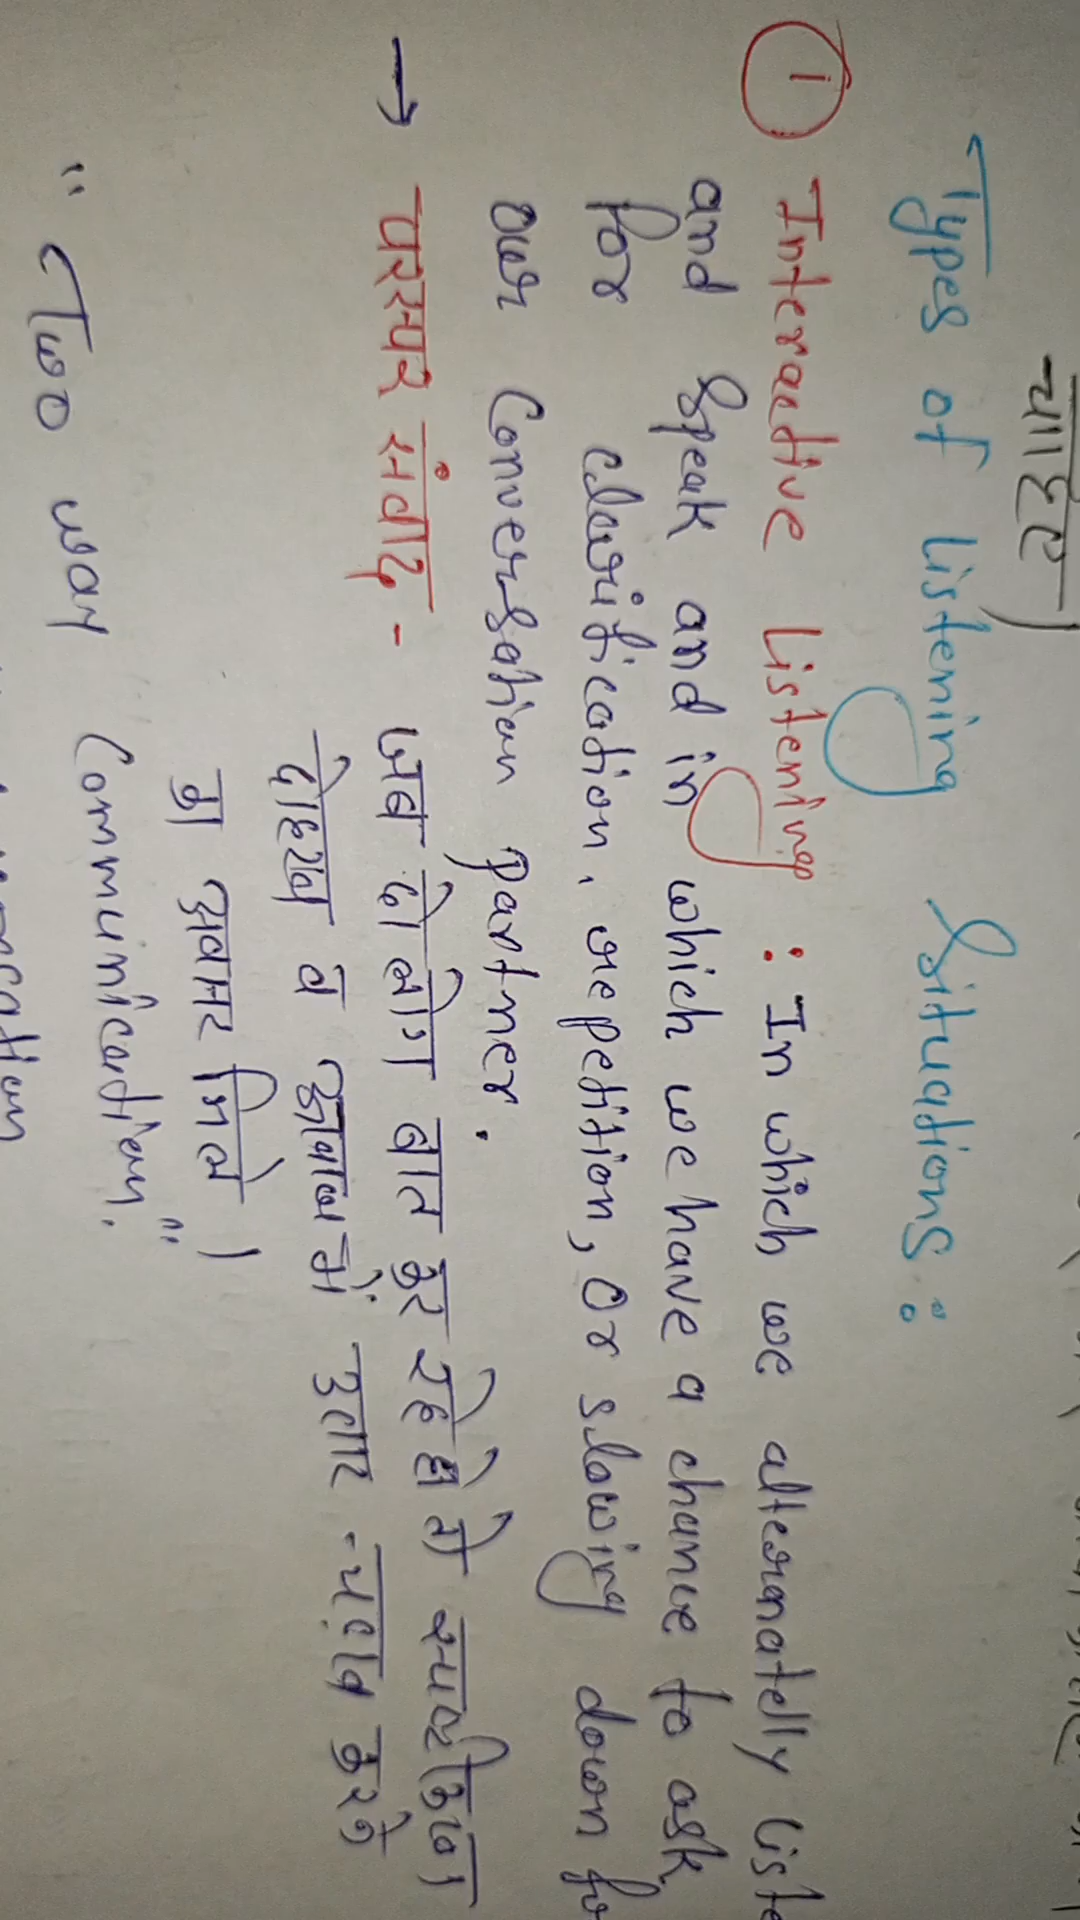 चाहिए।
Types of Listening Situations :
① Interactive Listening : In which we alternatelly liste
and speak and in which we have a chance to ask
for clarification, repetition, or slowing down fo
our conversation partner.
→ परस्पर संवाद - जब दो लोग बात कर रहे हो तो स्पष्टीकरण
दोहराव व आवाज में उतार - चढ़ाव करने
का अवसर मिले।
"Two way Communication."